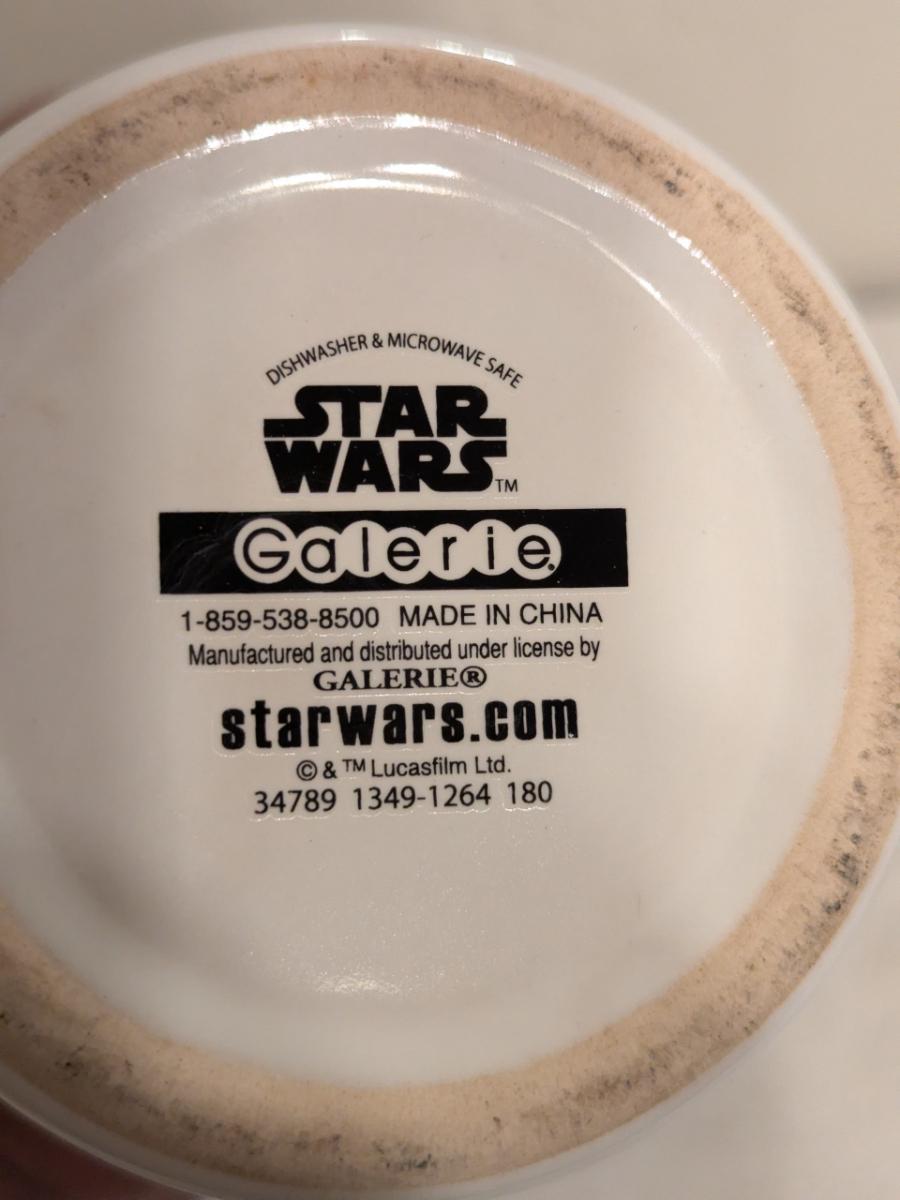 DISHWASHER & MICROWAVE SAFE
STAR
WARS™
Galerie®
1-859-538-8500 MADE IN CHINA
Manufactured and distributed under license by
GALERIE®
starwars.com
© & ™ Lucasfilm Ltd.
34789 1349-1264 180